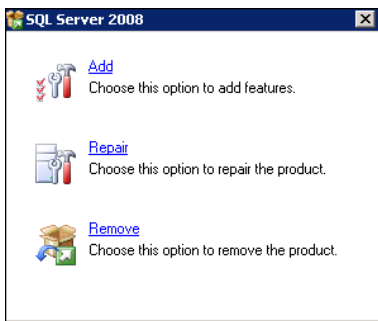 SQL Server 2008
Add
Choose this option to add features.
Repair
Choose this option to repair the product.
Remove
Choose this option to remove the product.